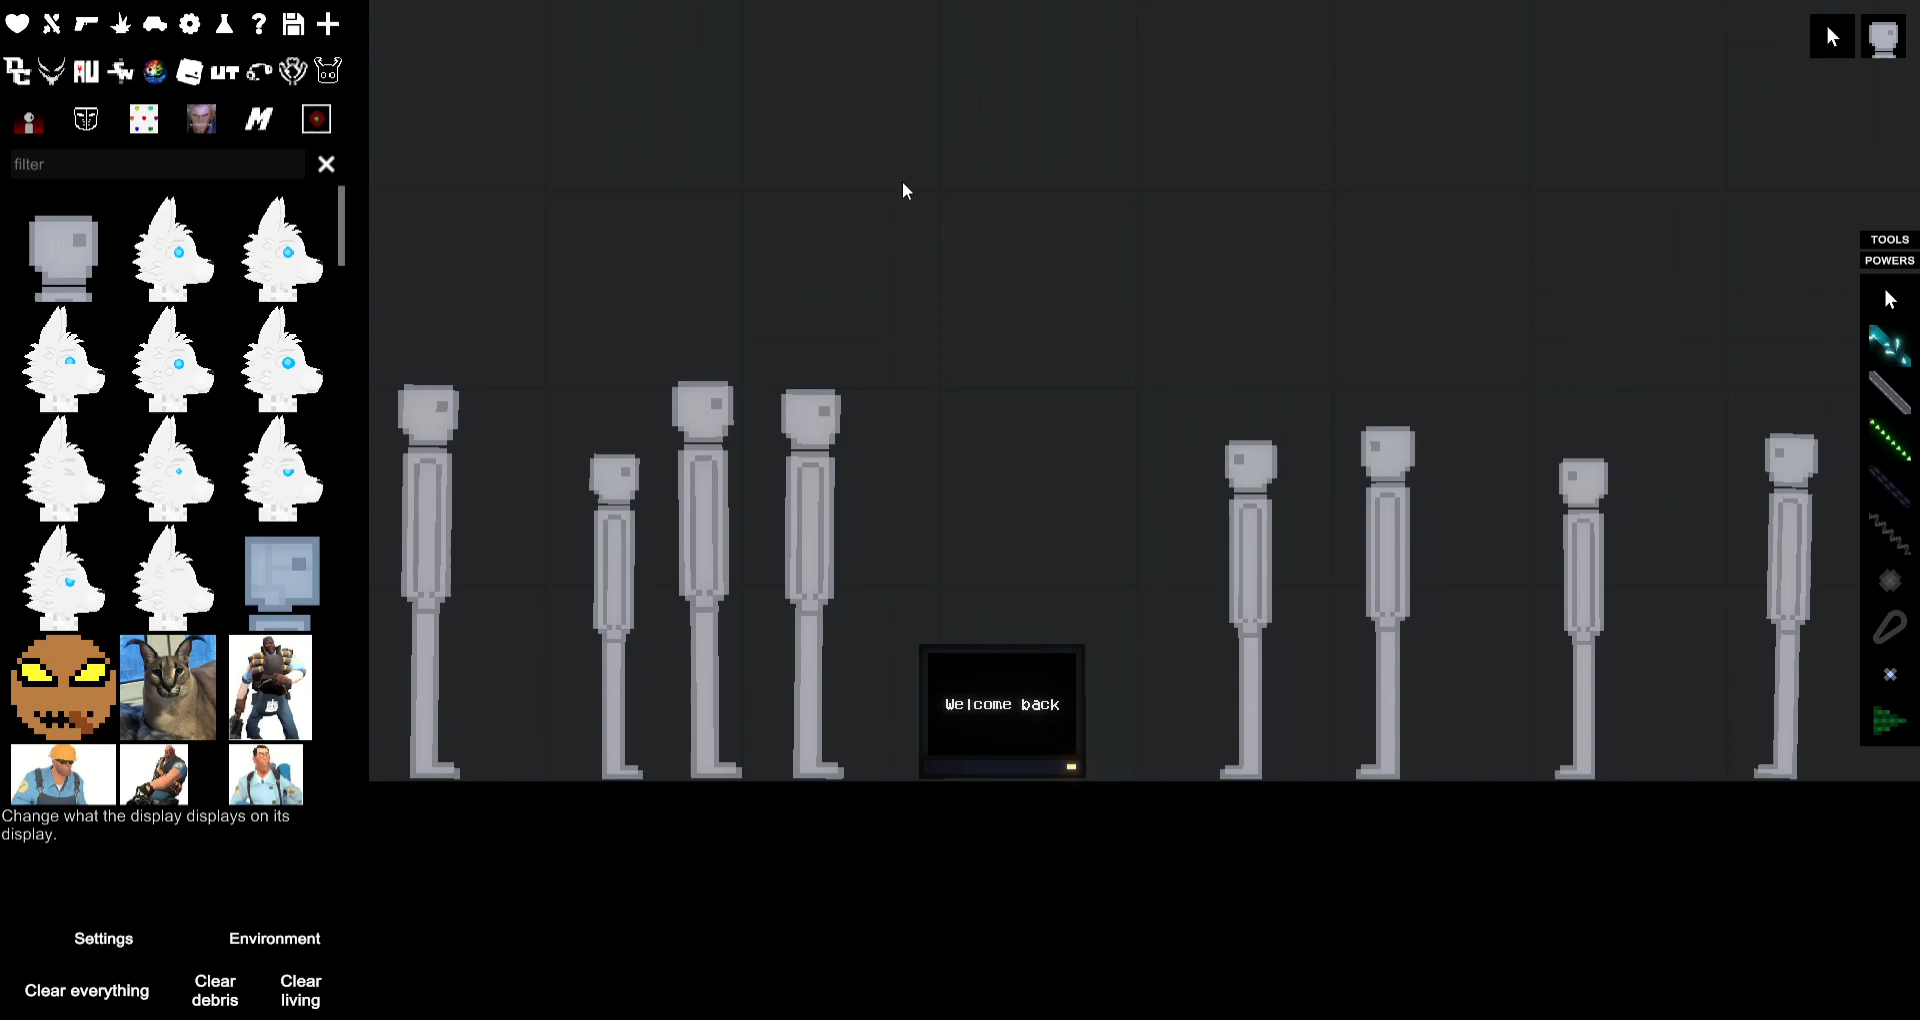 UT
M
filter
TOOLS
POWERS
Welcome back
Change what the display displays on its
display.
Settings
Environment
Clear everything
Clear
debris
Clear
living